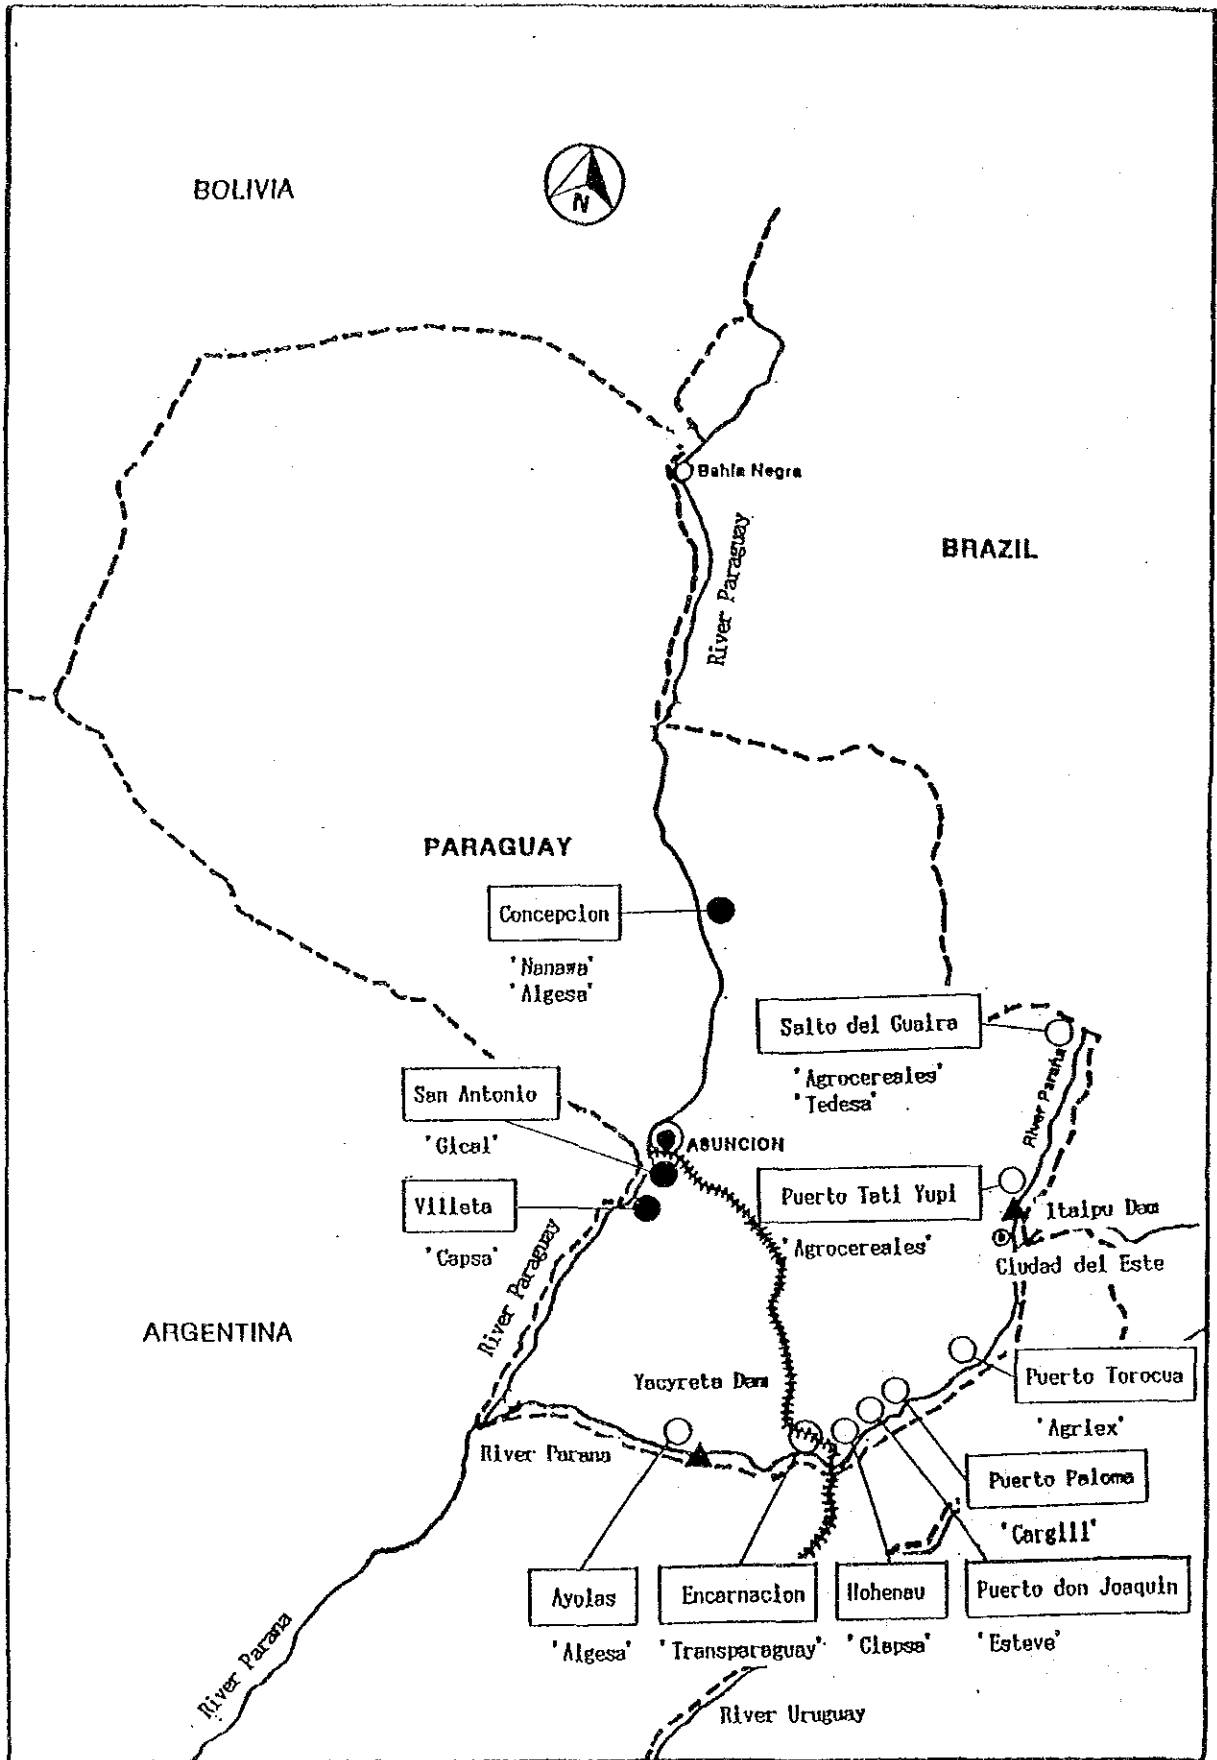 BOLIVIA
N
Bahia Negra
River Paraguay
BRAZIL
PARAGUAY
Concepcion
'Nanawa'
'Algesa'
Salto del Guaira
'Agrocereales'
'Tedesa'
River Paraña
San Antonio
'Gical'
ASUNCION
Villeta
'Capsa'
Puerto Tati Yupi
'Agrocereales'
Itaipu Dam
Ciudad del Este
River Paraguay
ARGENTINA
Yacyreta Dam
Puerto Torocua
'Agriex'
River Parana
Puerto Paloma
'Cargill'
Ayolas
'Algesa'
Encarnacion
'Transparaguay'
Hohenau
'Clapsa'
Puerto don Joaquin
'Esteve'
River Parana
River Uruguay